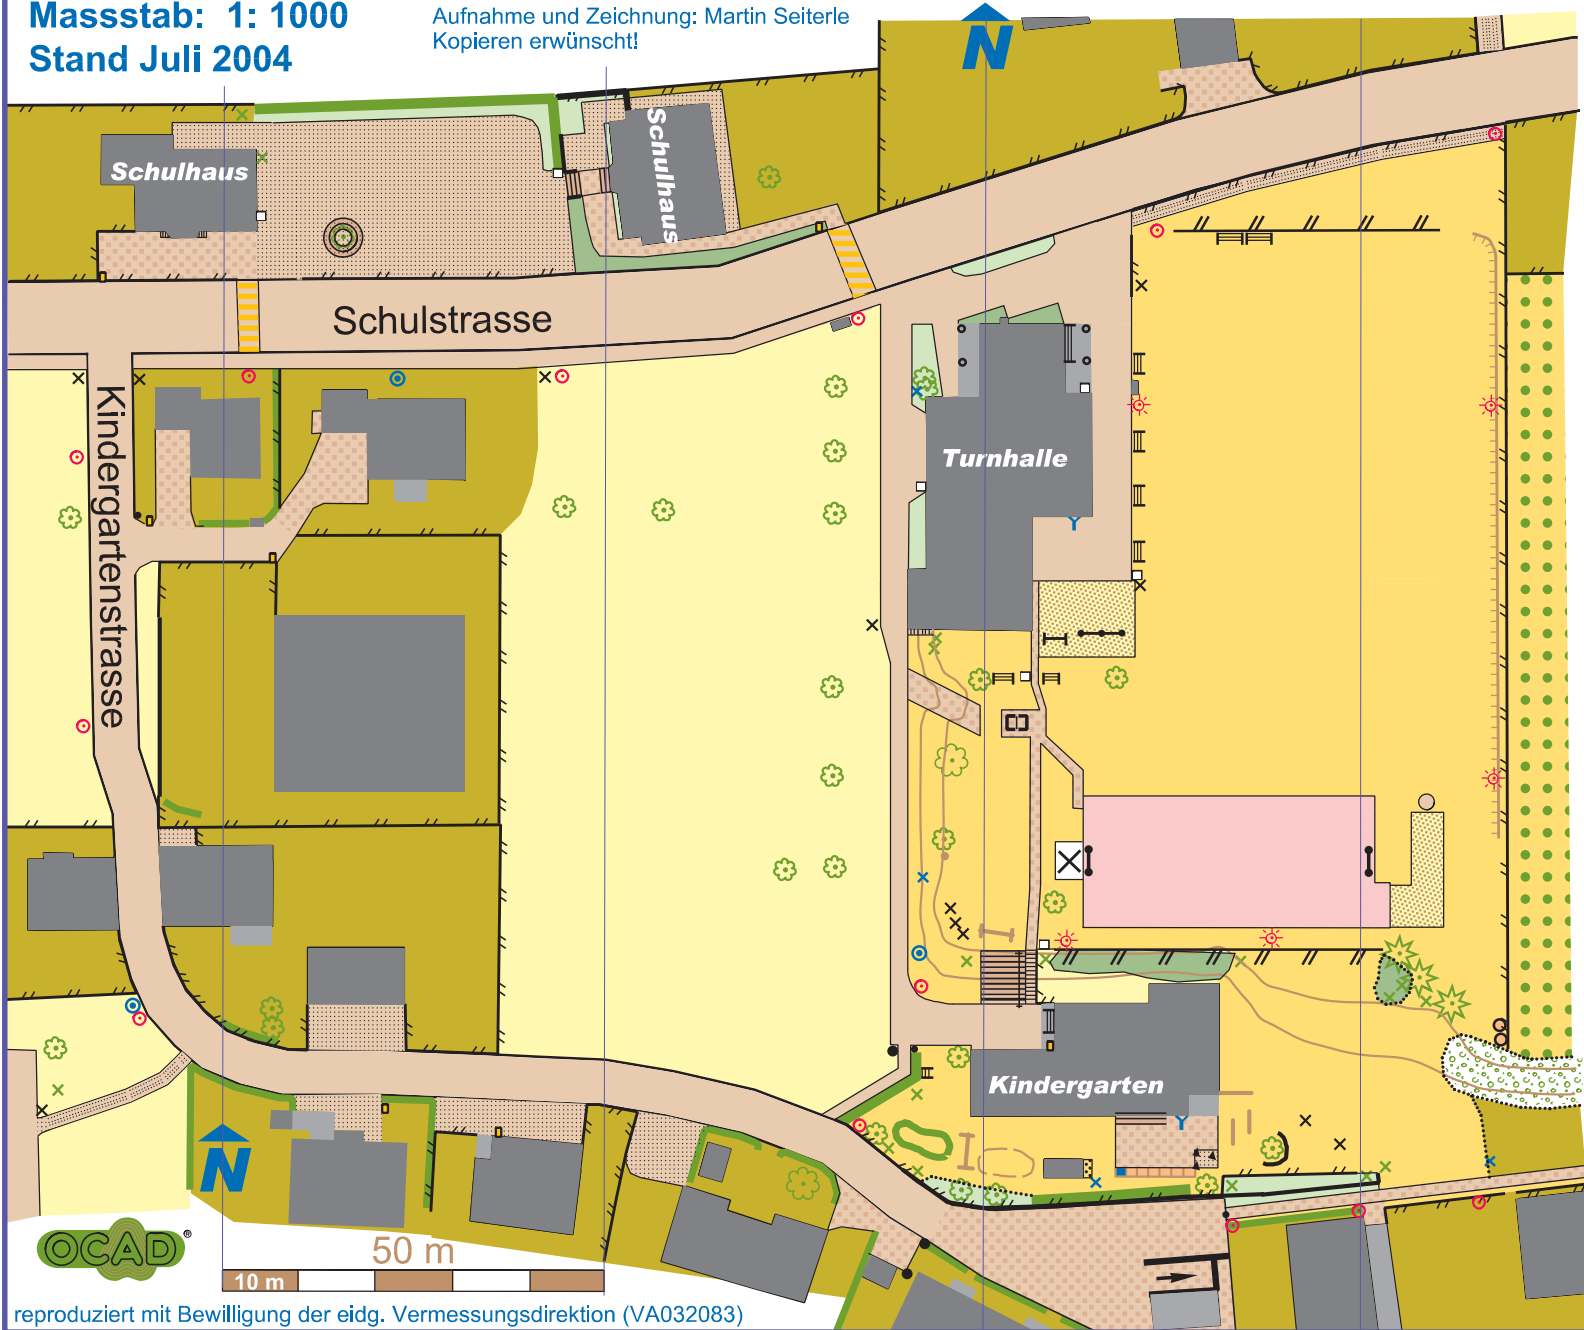 Massstab: 1: 1000
Stand Juli 2004
Aufnahme und Zeichnung: Martin Seiterle
Kopieren erwünscht!
N
Schulhaus
Schulhaus
Schulstrasse
Kindergartenstrasse
Turnhalle
Kindergarten
N
OCAD®
50 m
10 m
reproduziert mit Bewilligung der eidg. Vermessungsdirektion (VA032083)